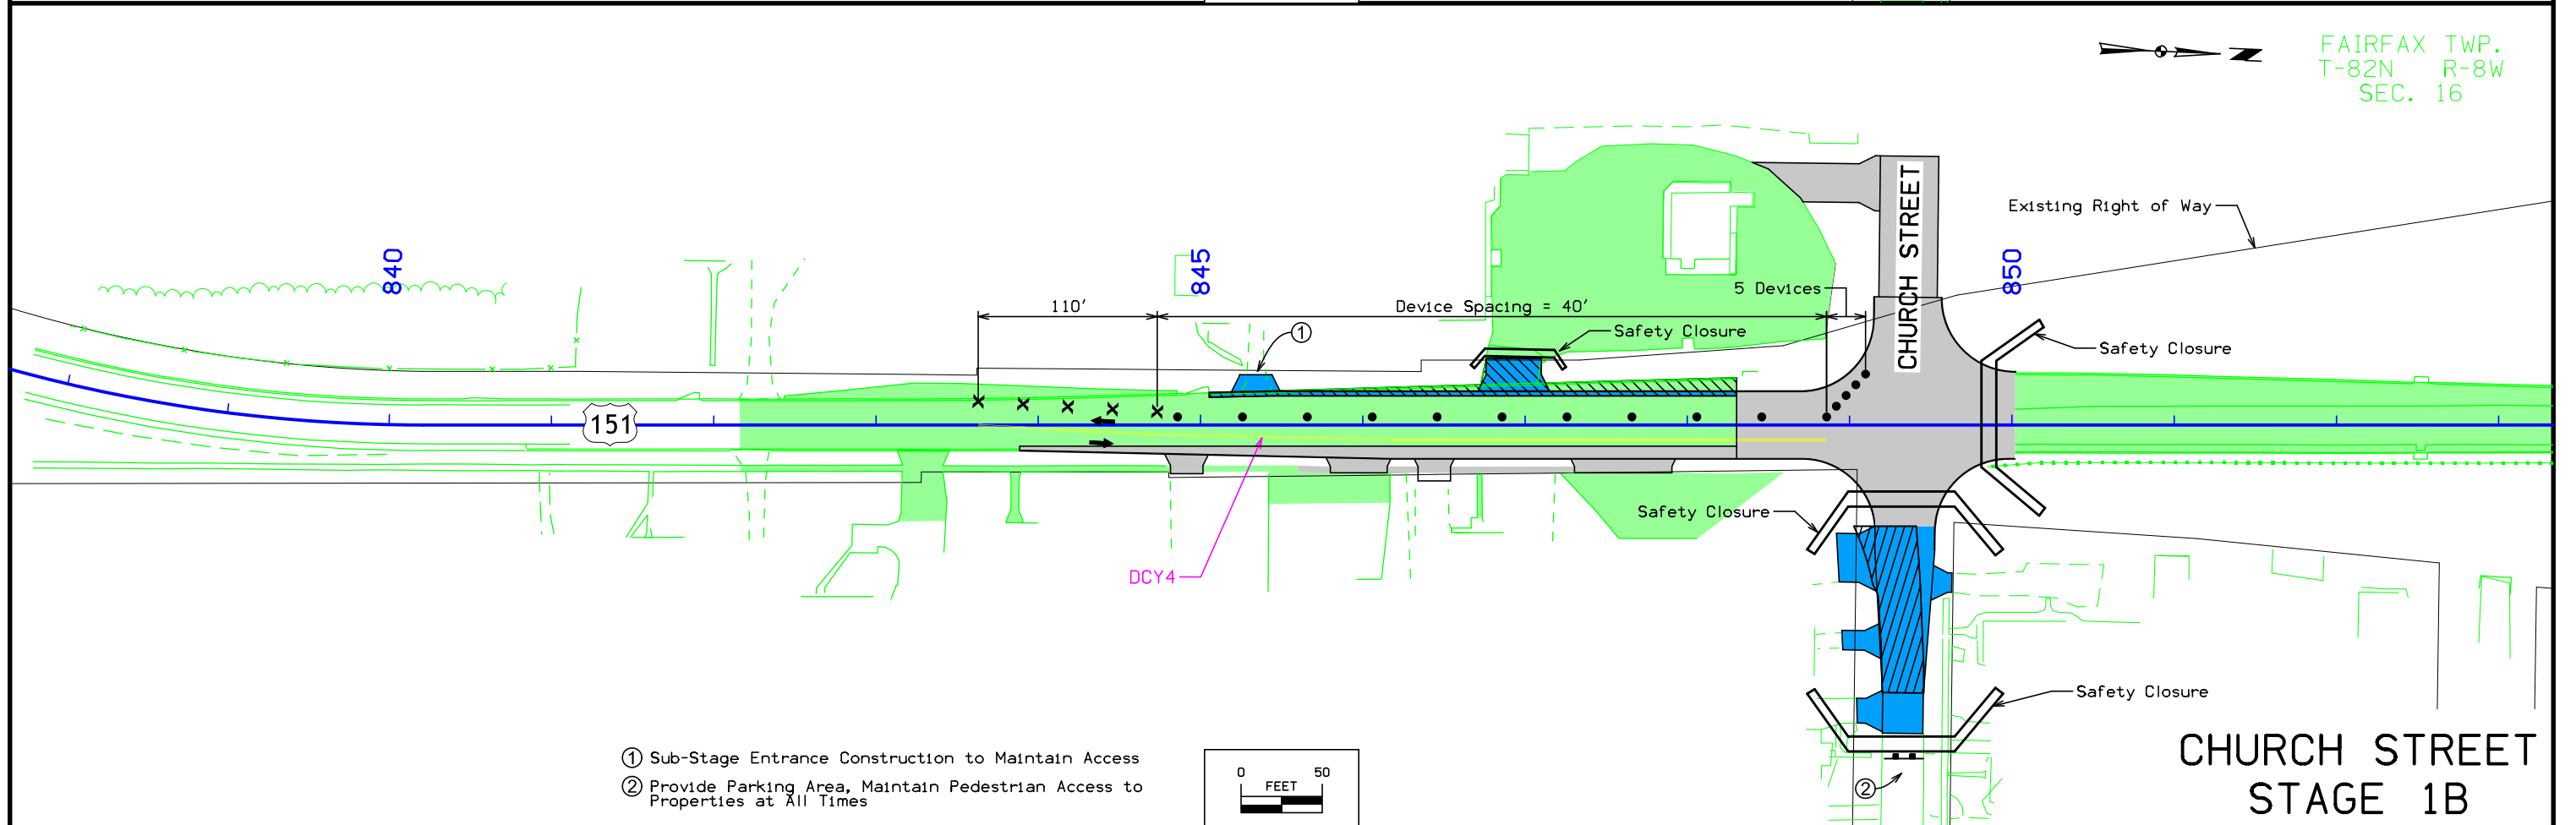 FAIRFAX TWP.
T-82N R-8W
SEC. 16
N
CHURCH STREET
Existing Right of Way
840
845
850
5 Devices
110'
Device Spacing = 40'
1
Safety Closure
Safety Closure
151
Safety Closure
DCY4
Safety Closure
2
1 Sub-Stage Entrance Construction to Maintain Access
2 Provide Parking Area, Maintain Pedestrian Access to
Properties at All Times
0 50
FEET
CHURCH STREET
STAGE 1B